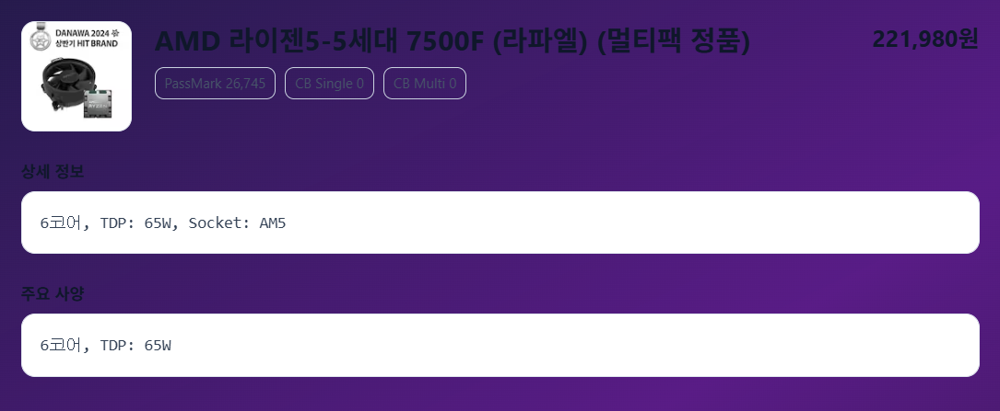 DANAWA 2024
상반기 HIT BRAND
AMD 라이젠5-5세대 7500F (라파엘) (멀티팩 정품)
221,980원
PassMark 26,745
CB Single 0
CB Multi 0
상세 정보
6코어, TDP: 65W, Socket: AM5
주요 사양
6코어, TDP: 65W